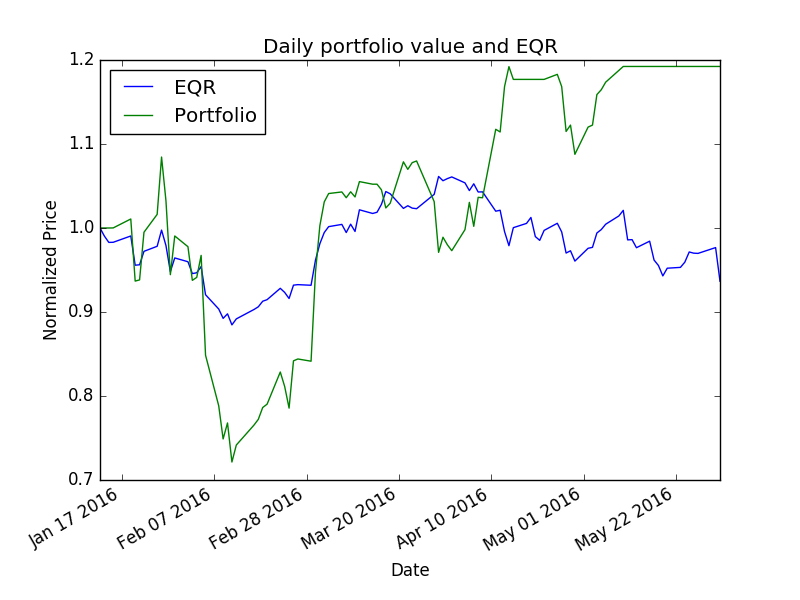 Daily portfolio value and EQR
EQR
Portfolio
1.2
1.1
1.0
0.9
0.8
0.7
Normalized Price
Jan 17 2016
Feb 07 2016
Feb 28 2016
Mar 20 2016
Apr 10 2016
May 01 2016
May 22 2016
Date